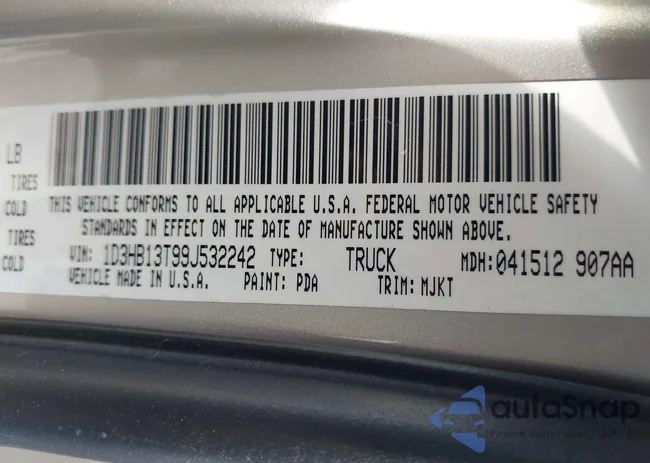 LB
TIRES
COLD
TIRES
COLD
THIS VEHICLE CONFORMS TO ALL APPLICABLE U.S.A. FEDERAL MOTOR VEHICLE SAFETY
STANDARDS IN EFFECT ON THE DATE OF MANUFACTURE SHOWN ABOVE.
VIN: 1D3HB13T99J532242 TYPE: TRUCK MDH:041512 907AA
VEHICLE MADE IN U.S.A. PAINT: PDA TRIM: MJKT
autaSnap